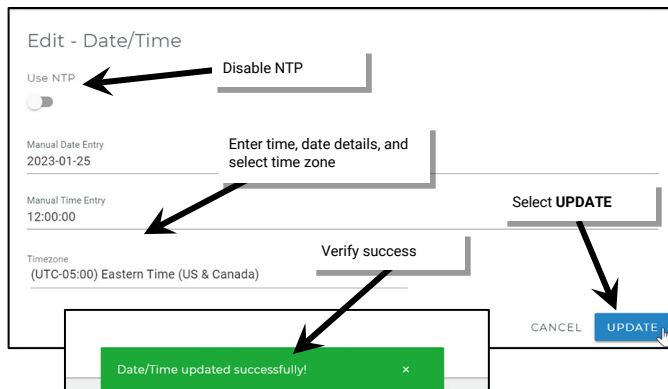 Edit - Date/Time
Use NTP
Disable NTP
Manual Date Entry
2023-01-25
Enter time, date details, and
select time zone
Manual Time Entry
12:00:00
Select UPDATE
Timezone
(UTC-05:00) Eastern Time (US & Canada)
Verify success
CANCEL
UPDATE
Date/Time updated successfully!
×